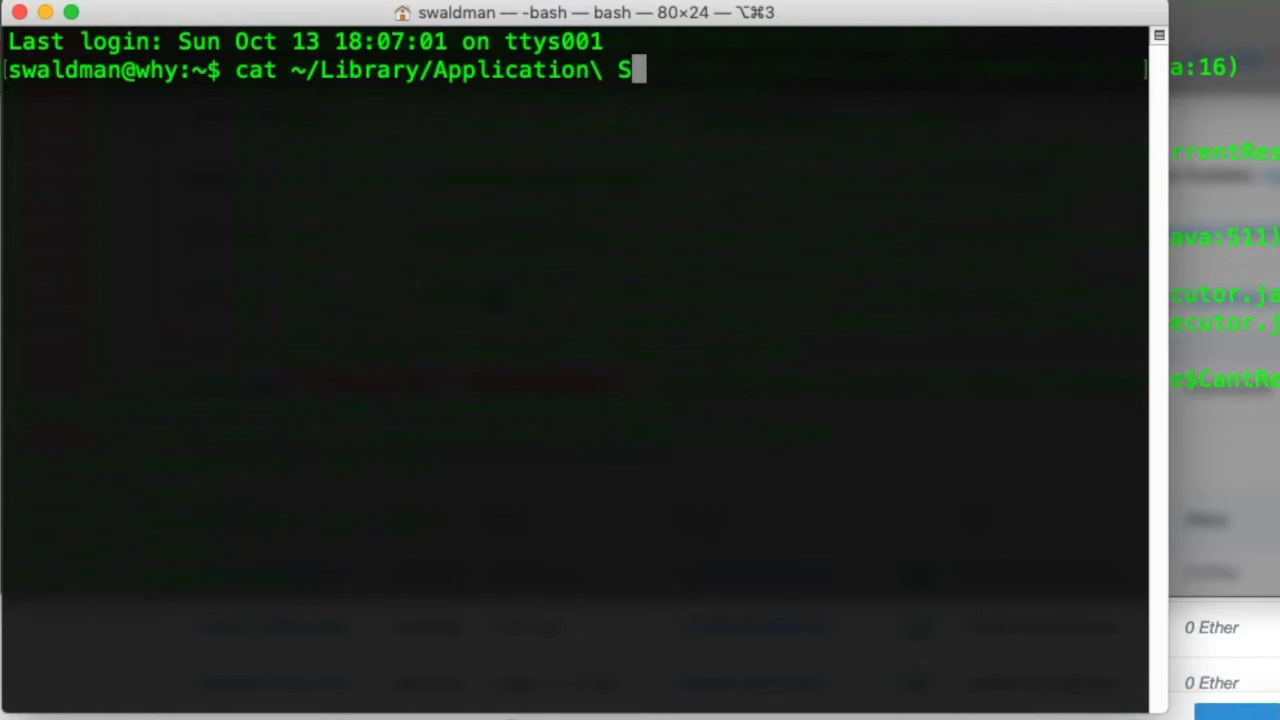 swaldman — -bash — bash — 80×24 — ⌥⌘3
Last login: Sun Oct 13 18:07:01 on ttys001
swaldman@why:~$ cat ~/Library/Application\ S
a:16)
rrentRes
ava:511)
cutor.ja
ecutor.j
e$CantRe
0 Ether
0 Ether